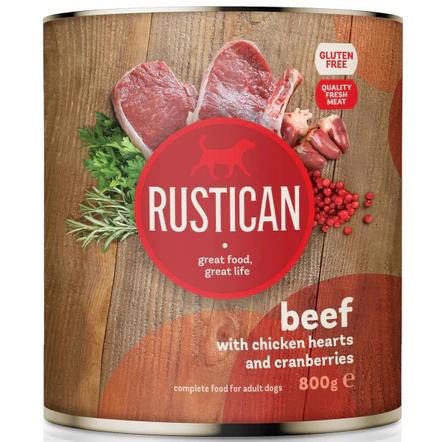 GLUTEN
FREE
QUALITY
FRESH
MEAT
RUSTICAN
great food,
great life
beef
with chicken hearts
and cranberries
complete food for adult dogs
800g ℮